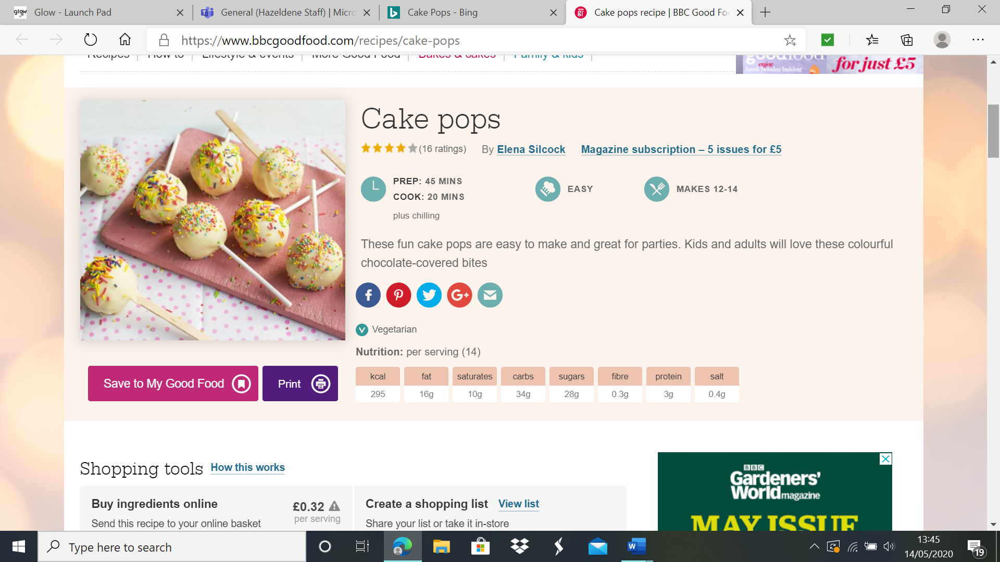 glow
Glow - Launch Pad
General (Hazeldene Staff) | Micro
Cake Pops - Bing
gf
Cake pops recipe | BBC Good Foo
https://www.bbcgoodfood.com/recipes/cake-pops
Recipes
How to
Lifestyle & events
More Good Food
Bakes & cakes
Family & kids
goodfood
enjoy
bank holiday baking
for just £5
Cake pops
(16 ratings)
By Elena Silcock
Magazine subscription – 5 issues for £5
PREP: 45 MINS
COOK: 20 MINS
plus chilling
EASY
MAKES 12-14
These fun cake pops are easy to make and great for parties. Kids and adults will love these colourful
chocolate-covered bites
G+
V Vegetarian
Nutrition: per serving (14)
kcal fat saturates carbs sugars fibre protein salt
295 16g 10g 34g 28g 0.3g 3g 0.4g
Save to My Good Food
Print
Shopping tools
How this works
Buy ingredients online
£0.32
per serving
Send this recipe to your online basket
Create a shopping list
View list
Share your list or take it in-store
BBC
Gardeners'
World magazine
MAY ISSUE
Type here to search
W
13:45
14/05/2020
19